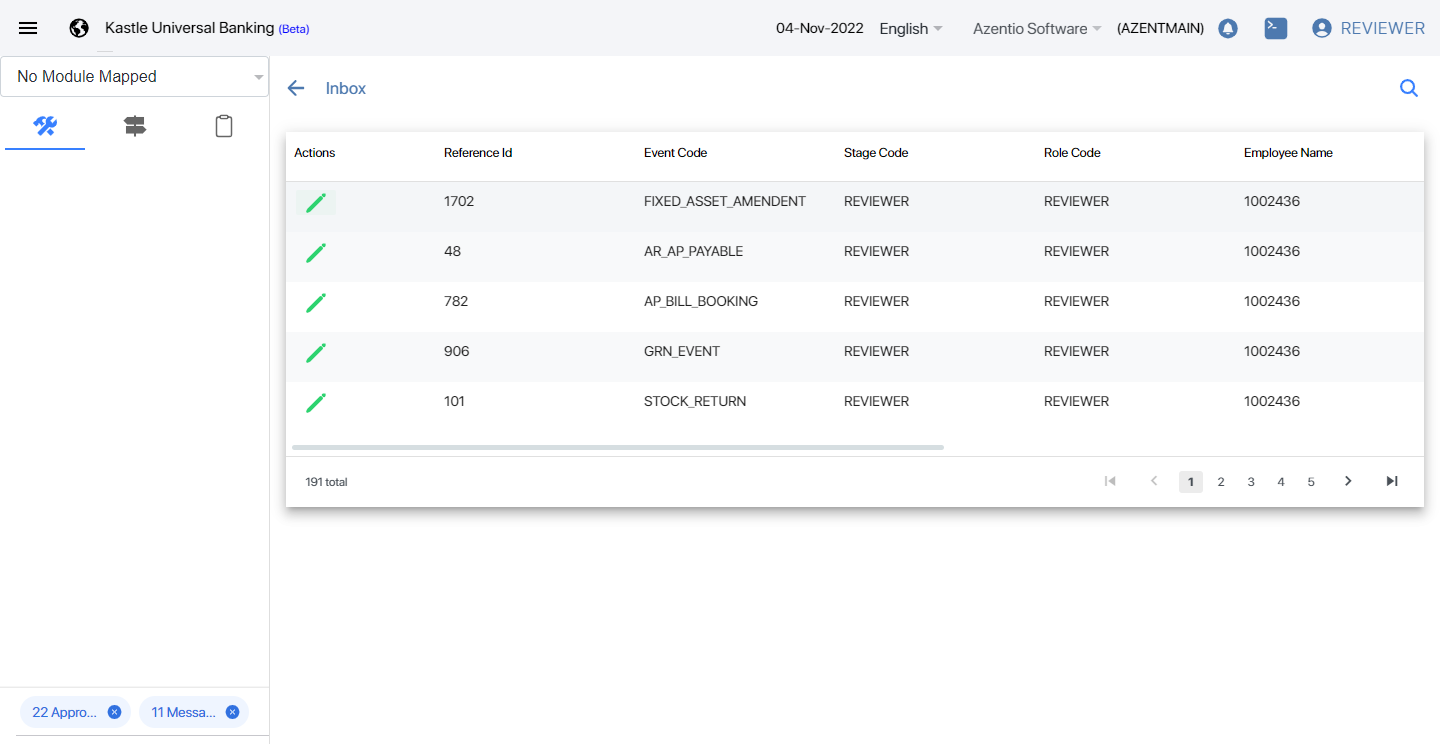 Kastle Universal Banking (Beta) 04-Nov-2022 English Azentio Software (AZENTMAIN) REVIEWER
No Module Mapped
Inbox
Actions Reference Id Event Code Stage Code Role Code Employee Name
1702 FIXED_ASSET_AMENDENT REVIEWER REVIEWER 1002436
48 AR_AP_PAYABLE REVIEWER REVIEWER 1002436
782 AP_BILL_BOOKING REVIEWER REVIEWER 1002436
906 GRN_EVENT REVIEWER REVIEWER 1002436
101 STOCK_RETURN REVIEWER REVIEWER 1002436
191 total 1 2 3 4 5
22 Appro... 11 Messa...